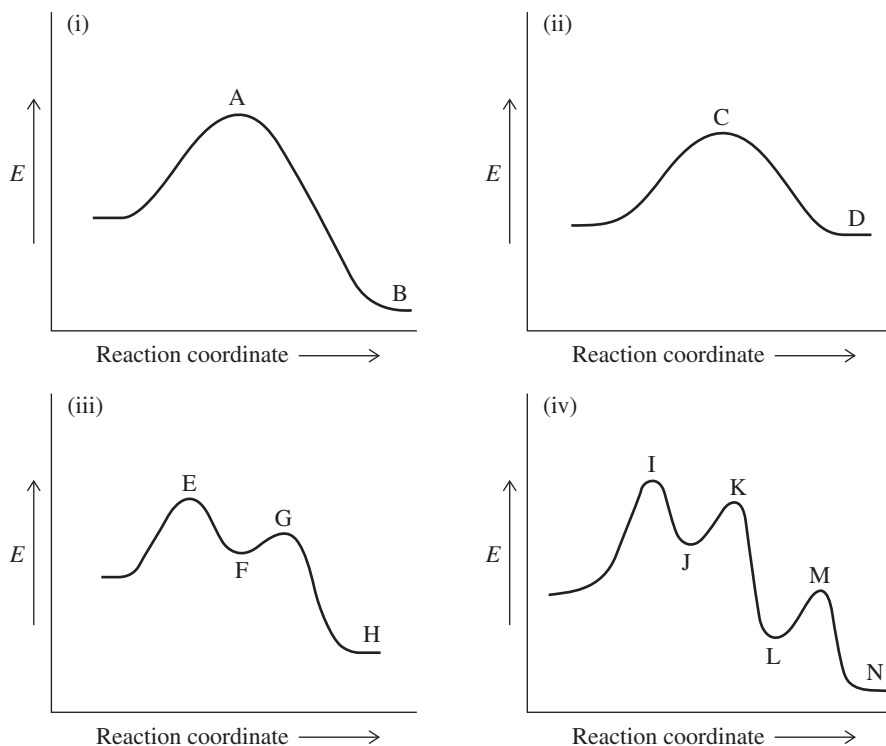 (i)
A
E
B
Reaction coordinate
(ii)
C
E
D
Reaction coordinate
(iii)
E
G
E
F
H
Reaction coordinate
(iv)
I
K
E
J
M
L
N
Reaction coordinate